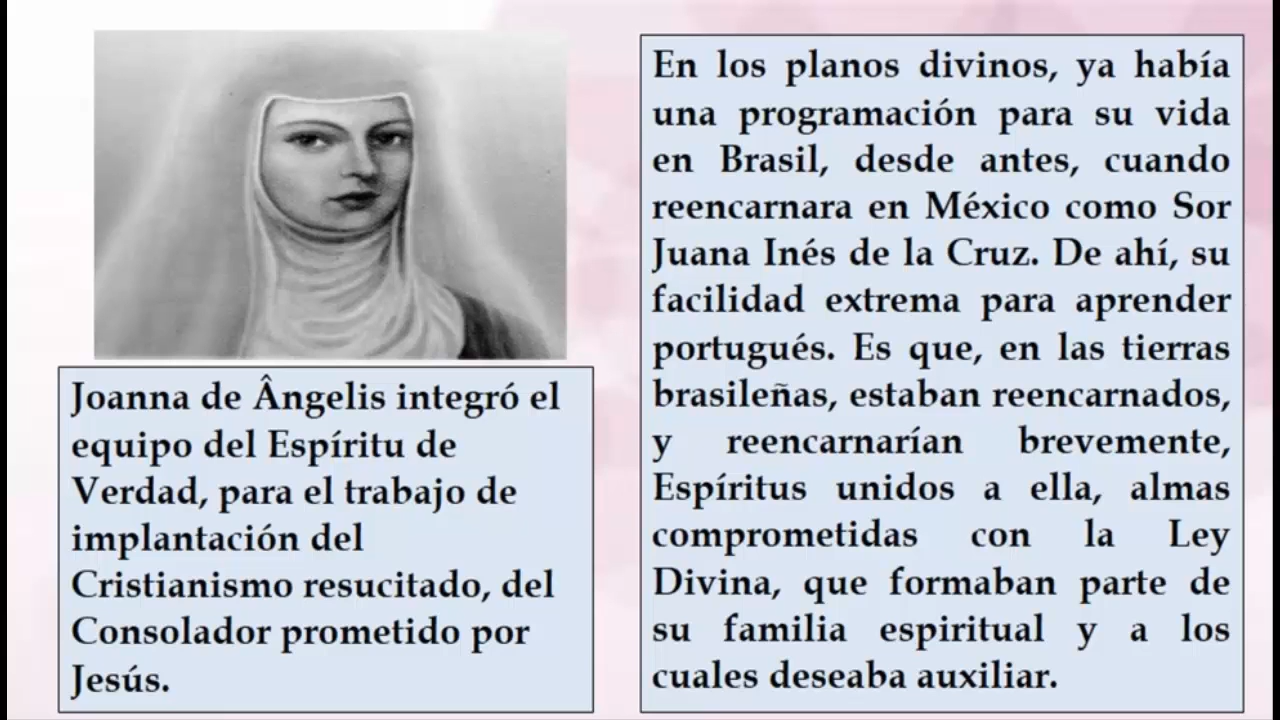 Joanna de Ângelis integró el
equipo del Espíritu de
Verdad, para el trabajo de
implantación del
Cristianismo resucitado, del
Consolador prometido por
Jesús.
En los planos divinos, ya había
una programación para su vida
en Brasil, desde antes, cuando
reencarnara en México como Sor
Juana Inés de la Cruz. De ahí, su
facilidad extrema para aprender
portugués. Es que, en las tierras
brasileñas, estaban reencarnados,
y reencarnarían brevemente,
Espíritus unidos a ella, almas
comprometidas con la Ley
Divina, que formaban parte de
su familia espiritual y a los
cuales deseaba auxiliar.